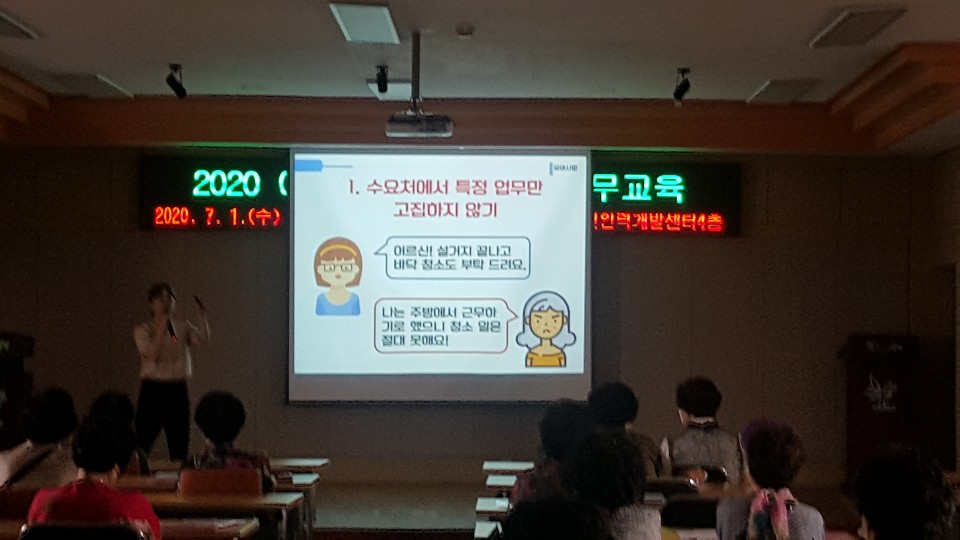 2020
무교육
2020. 7. 1.(수)
인력개발센터4층
1. 수요처에서 특정 업무만
고집하지 않기
어르신! 설거지 끝나고
바닥 청소도 부탁 드려요.
나는 주방에서 근무하
기로 했으니 청소 일은
절대 못해요!